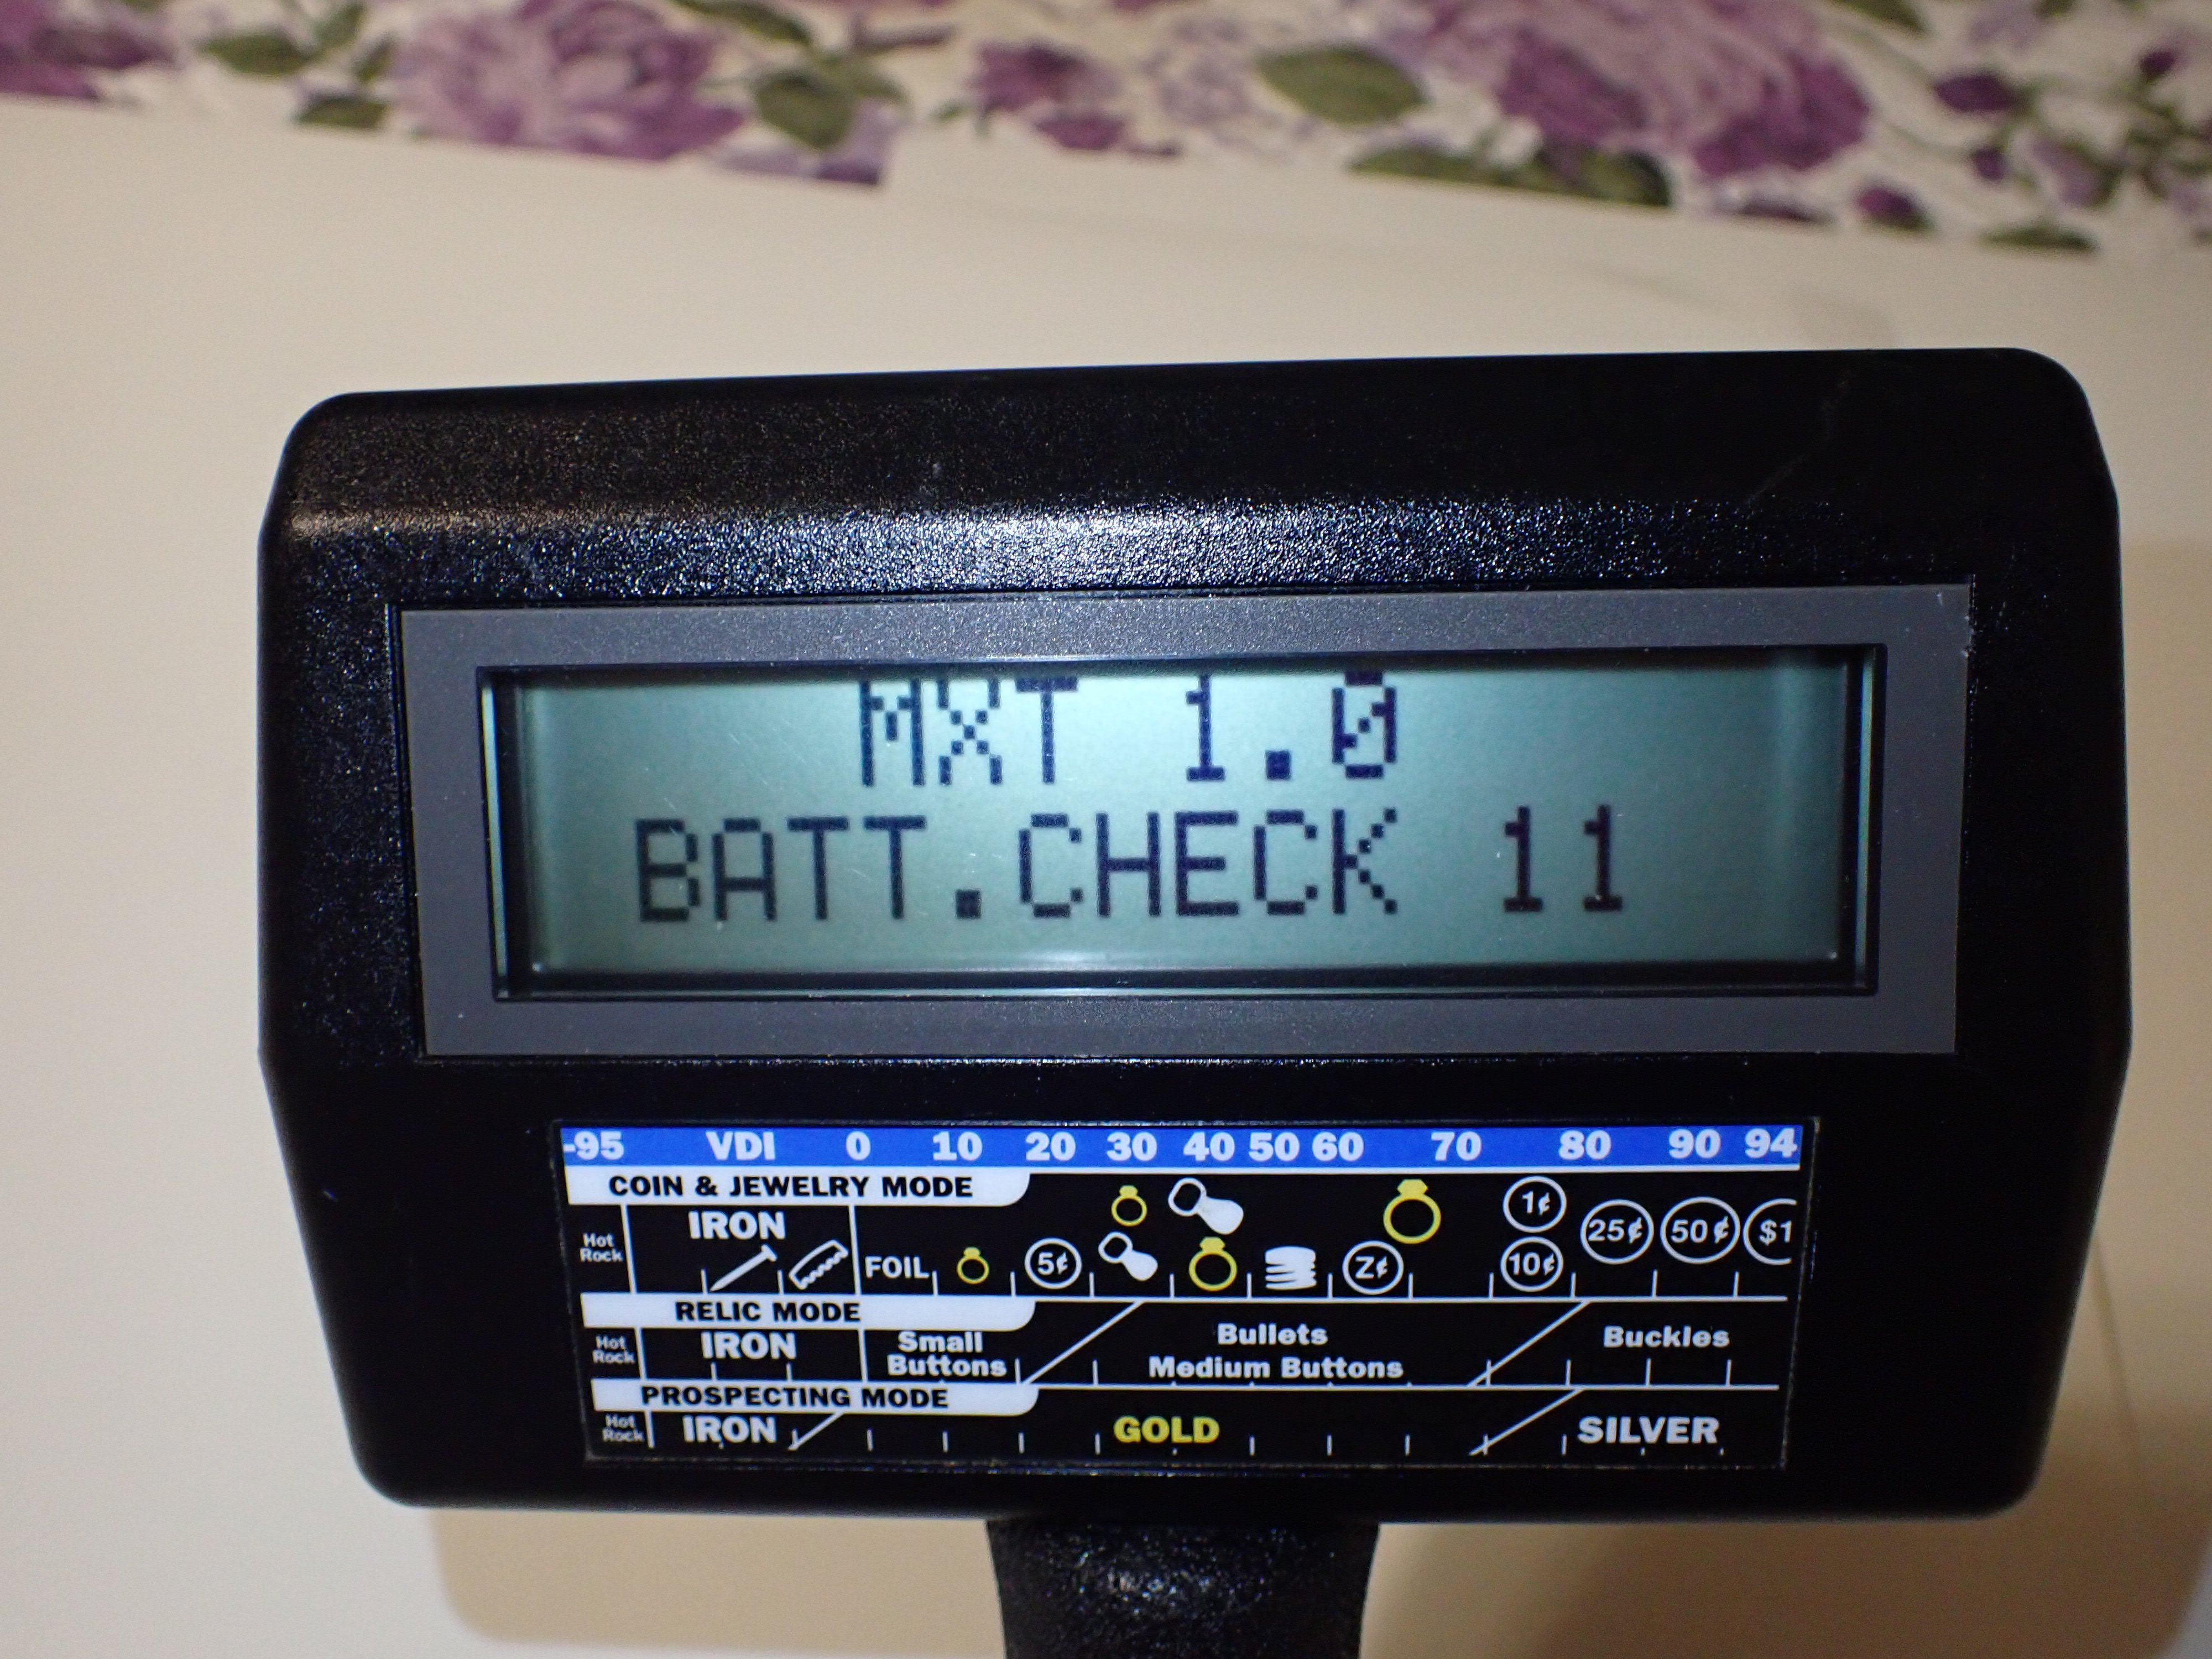 MXT 1.0
BATT.CHECK 11
-95 VDI 0 10 20 30 40 50 60 70 80 90 94
COIN & JEWELRY MODE
Hot Rock IRON FOIL 5¢ Z¢ 1¢ 10¢ 25¢ 50¢ $1
RELIC MODE
Hot Rock IRON Small Buttons Bullets Medium Buttons Buckles
PROSPECTING MODE
Hot Rock IRON GOLD SILVER